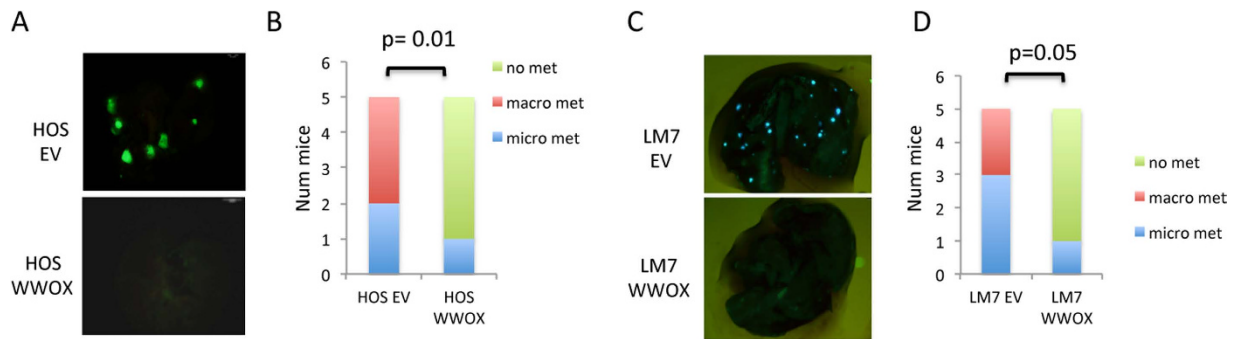 A
HOS
EV
HOS
WWOX
B
p= 0.01
Num mice
6
5
4
3
2
1
0
HOS EV
HOS
WWOX
no met
macro met
micro met
C
LM7
EV
LM7
WWOX
D
p=0.05
Num mice
6
5
4
3
2
1
0
LM7 EV
LM7
WWOX
no met
macro met
micro met